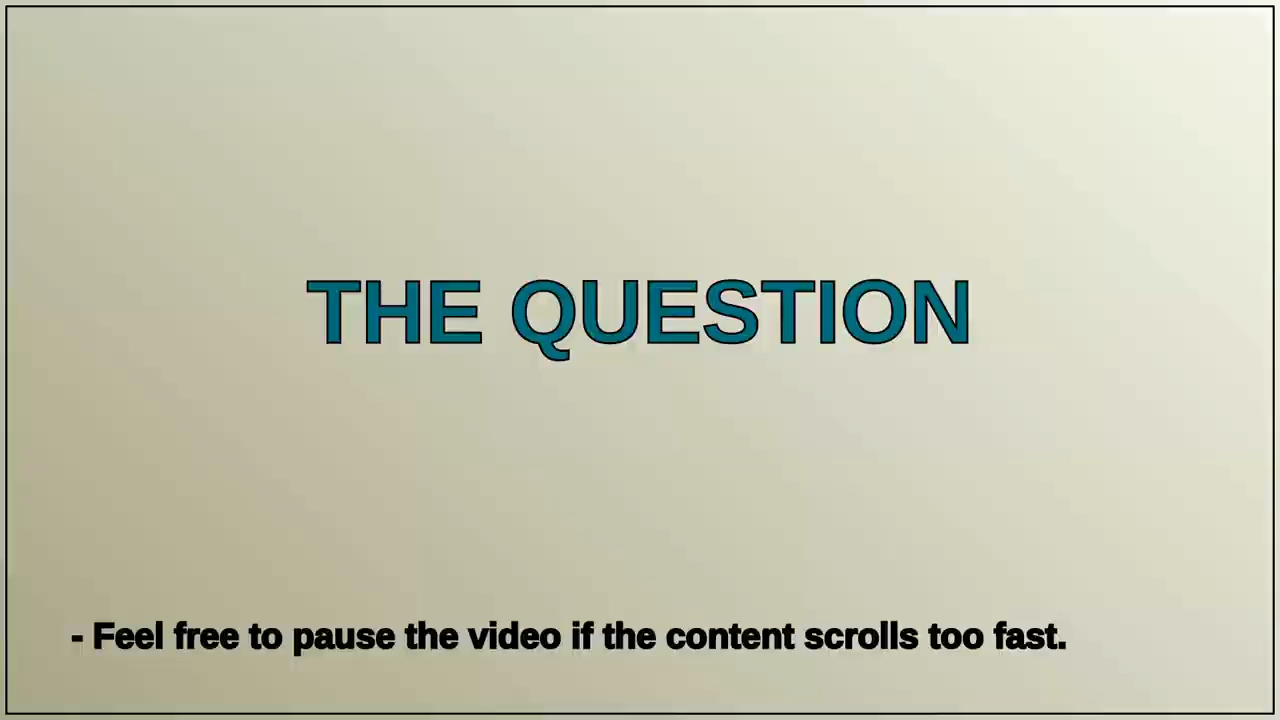 THE QUESTION
- Feel free to pause the video if the content scrolls too fast.